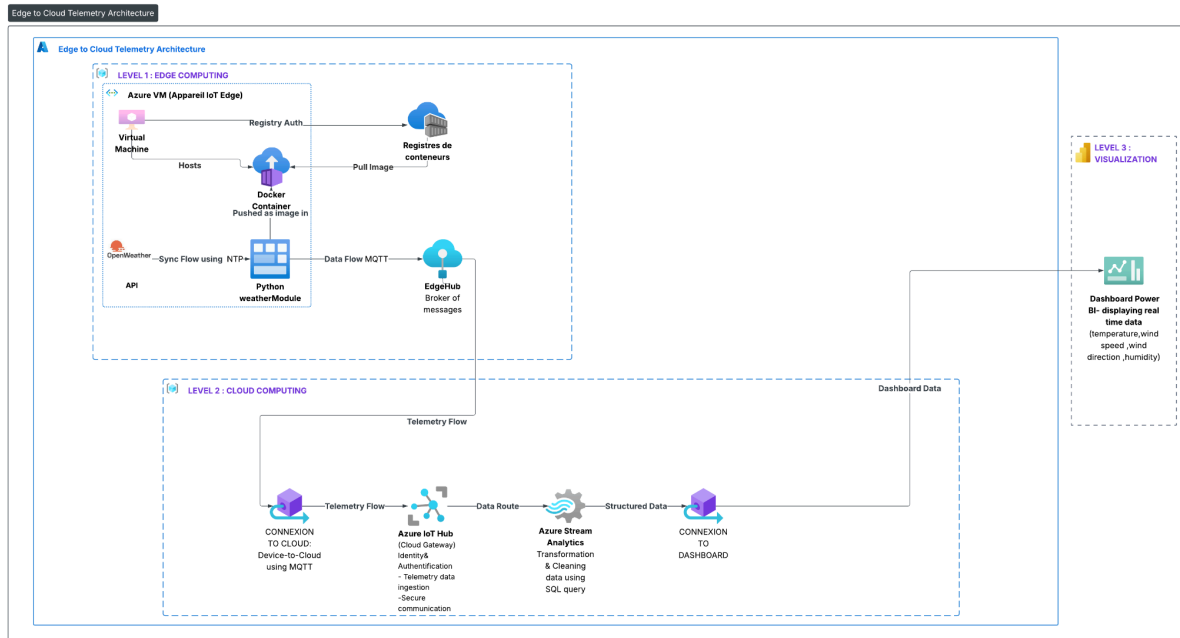 Edge to Cloud Telemetry Architecture
Edge to Cloud Telemetry Architecture
LEVEL 1 : EDGE COMPUTING
Azure VM (Appareil IoT Edge)
Virtual
Machine
Registry Auth
Registres de
conteneurs
Hosts
Pull Image
Docker
Container
Pushed as image in
OpenWeather
API
Sync Flow using NTP
Python
weatherModule
Data Flow MQTT
EdgeHub
Broker of
messages
LEVEL 3 :
VISUALIZATION
Dashboard Power
BI- displaying real
time data
(temperature,wind
speed ,wind
direction ,humidity)
LEVEL 2 : CLOUD COMPUTING
Dashboard Data
Telemetry Flow
CONNEXION
TO CLOUD:
Device-to-Cloud
using MQTT
Telemetry Flow
Azure IoT Hub
(Cloud Gateway)
Identity&
Authentification
- Telemetry data
ingestion
-Secure
communication
Data Route
Azure Stream
Analytics
Transformation
& Cleaning
data using
SQL query
Structured Data
CONNEXION
TO
DASHBOARD